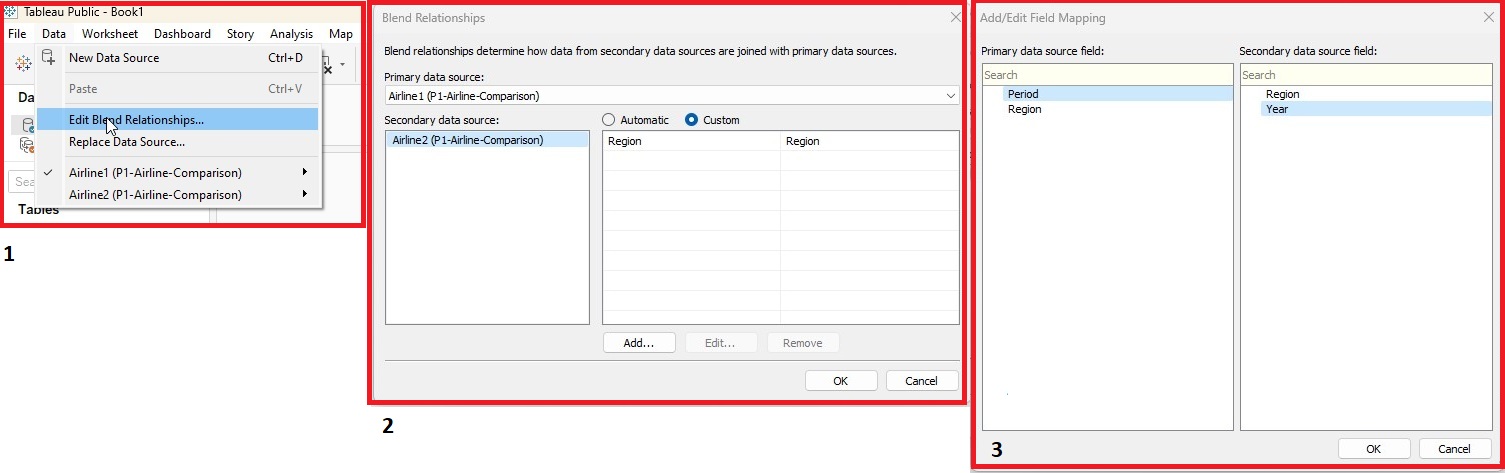 Tableau Public - Book1
File Data Worksheet Dashboard Story Analysis Map
New Data Source Ctrl+D
Da
Paste Ctrl+V
Edit Blend Relationships...
Replace Data Source...
Sea
Airline1 (P1-Airline-Comparison)
Airline2 (P1-Airline-Comparison)
Tables
1
Blend Relationships
Blend relationships determine how data from secondary data sources are joined with primary data sources.
Primary data source:
Airline1 (P1-Airline-Comparison)
Secondary data source:
Automatic Custom
Airline2 (P1-Airline-Comparison)
Region Region
Add... Edit... Remove
OK Cancel
2
Add/Edit Field Mapping
Primary data source field: Secondary data source field:
Search Search
Period Region
Region Year
OK Cancel
3